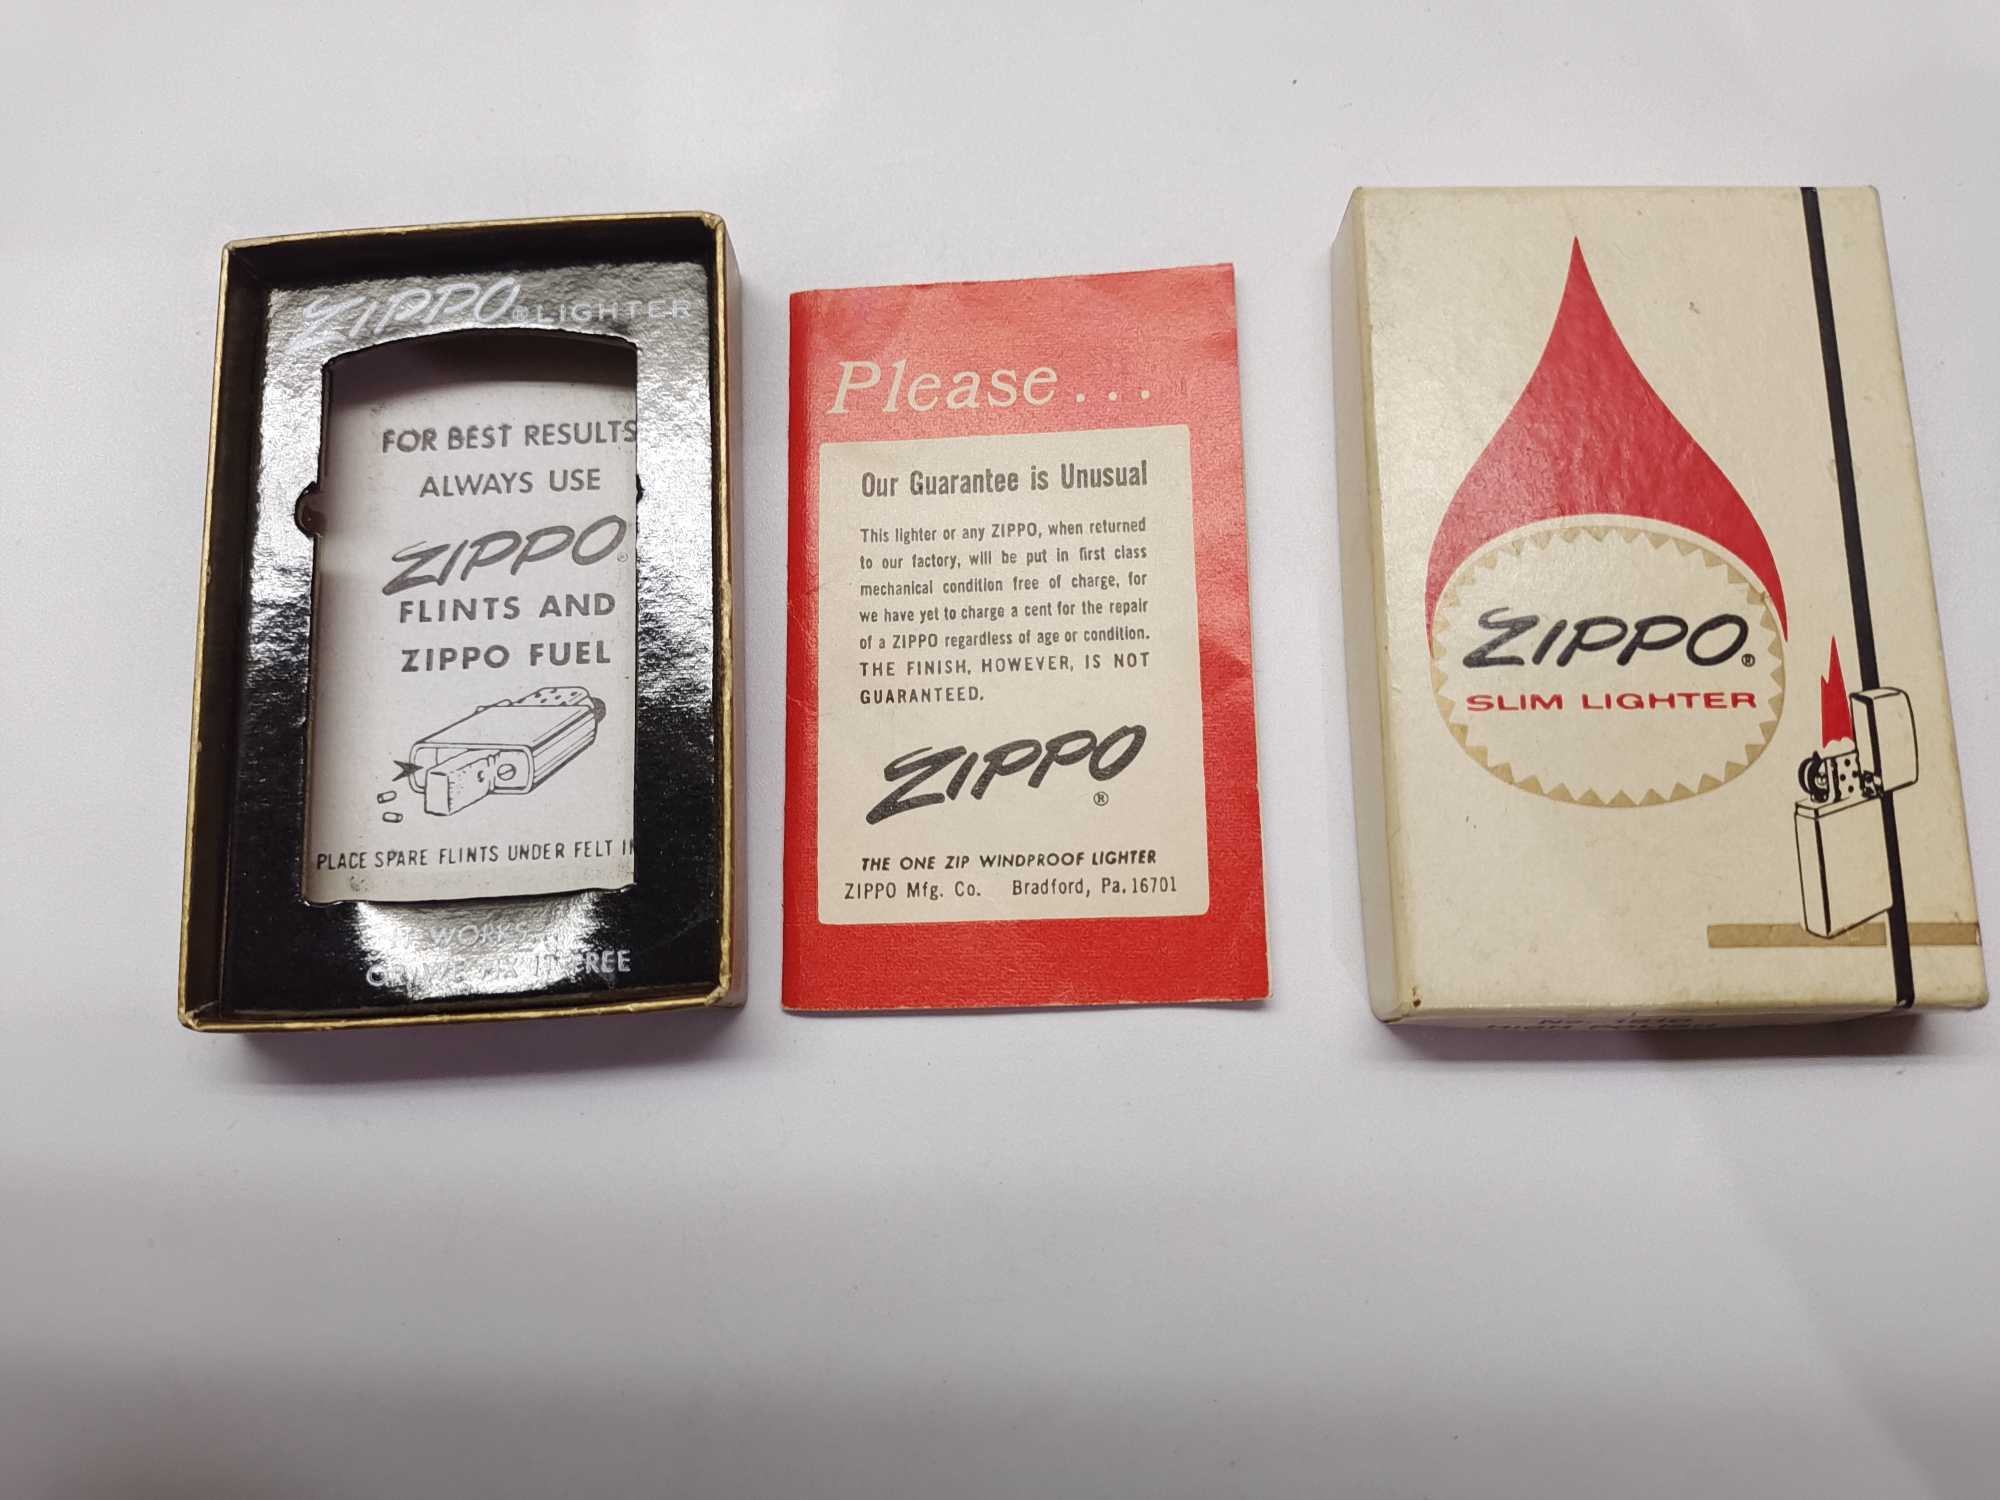 ZIPPO® LIGHTER
FOR BEST RESULTS
ALWAYS USE
ZIPPO®
FLINTS AND
ZIPPO FUEL
PLACE SPARE FLINTS UNDER FELT
WORKS
FREE
Please...
Our Guarantee is Unusual
This lighter or any ZIPPO, when returned
to our factory, will be put in first class
mechanical condition free of charge, for
we have yet to charge a cent for the repair
of a ZIPPO regardless of age or condition.
THE FINISH, HOWEVER, IS NOT
GUARANTEED.
ZIPPO
®
THE ONE ZIP WINDPROOF LIGHTER
ZIPPO Mfg. Co. Bradford, Pa. 16701
ZIPPO®
SLIM LIGHTER